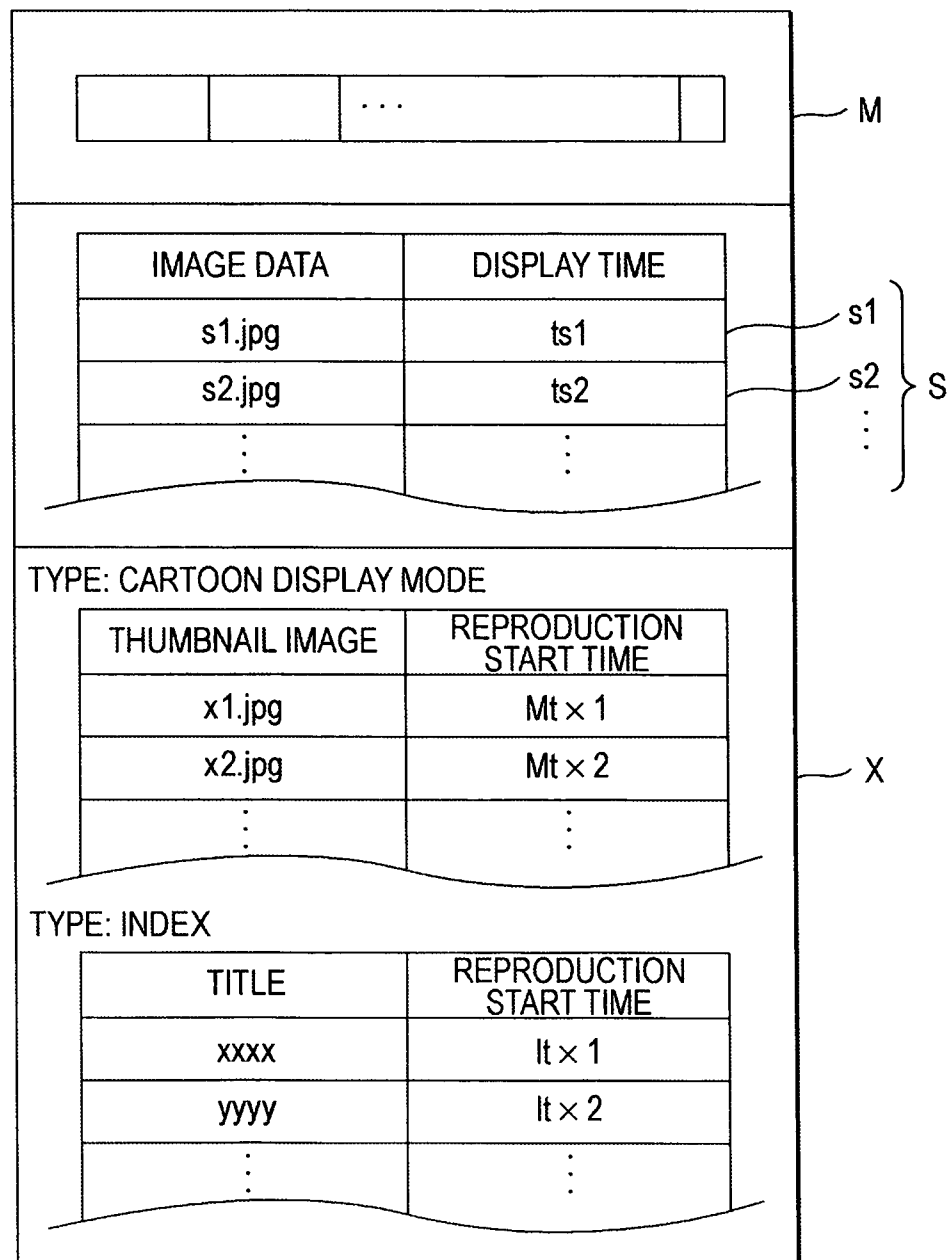 . . .
M
IMAGE DATA DISPLAY TIME
s1.jpg ts1 s1
s2.jpg ts2 s2
S
TYPE: CARTOON DISPLAY MODE
THUMBNAIL IMAGE REPRODUCTION
START TIME
x1.jpg Mt × 1
x2.jpg Mt × 2
X
TYPE: INDEX
TITLE REPRODUCTION
START TIME
xxxx It × 1
yyyy It × 2